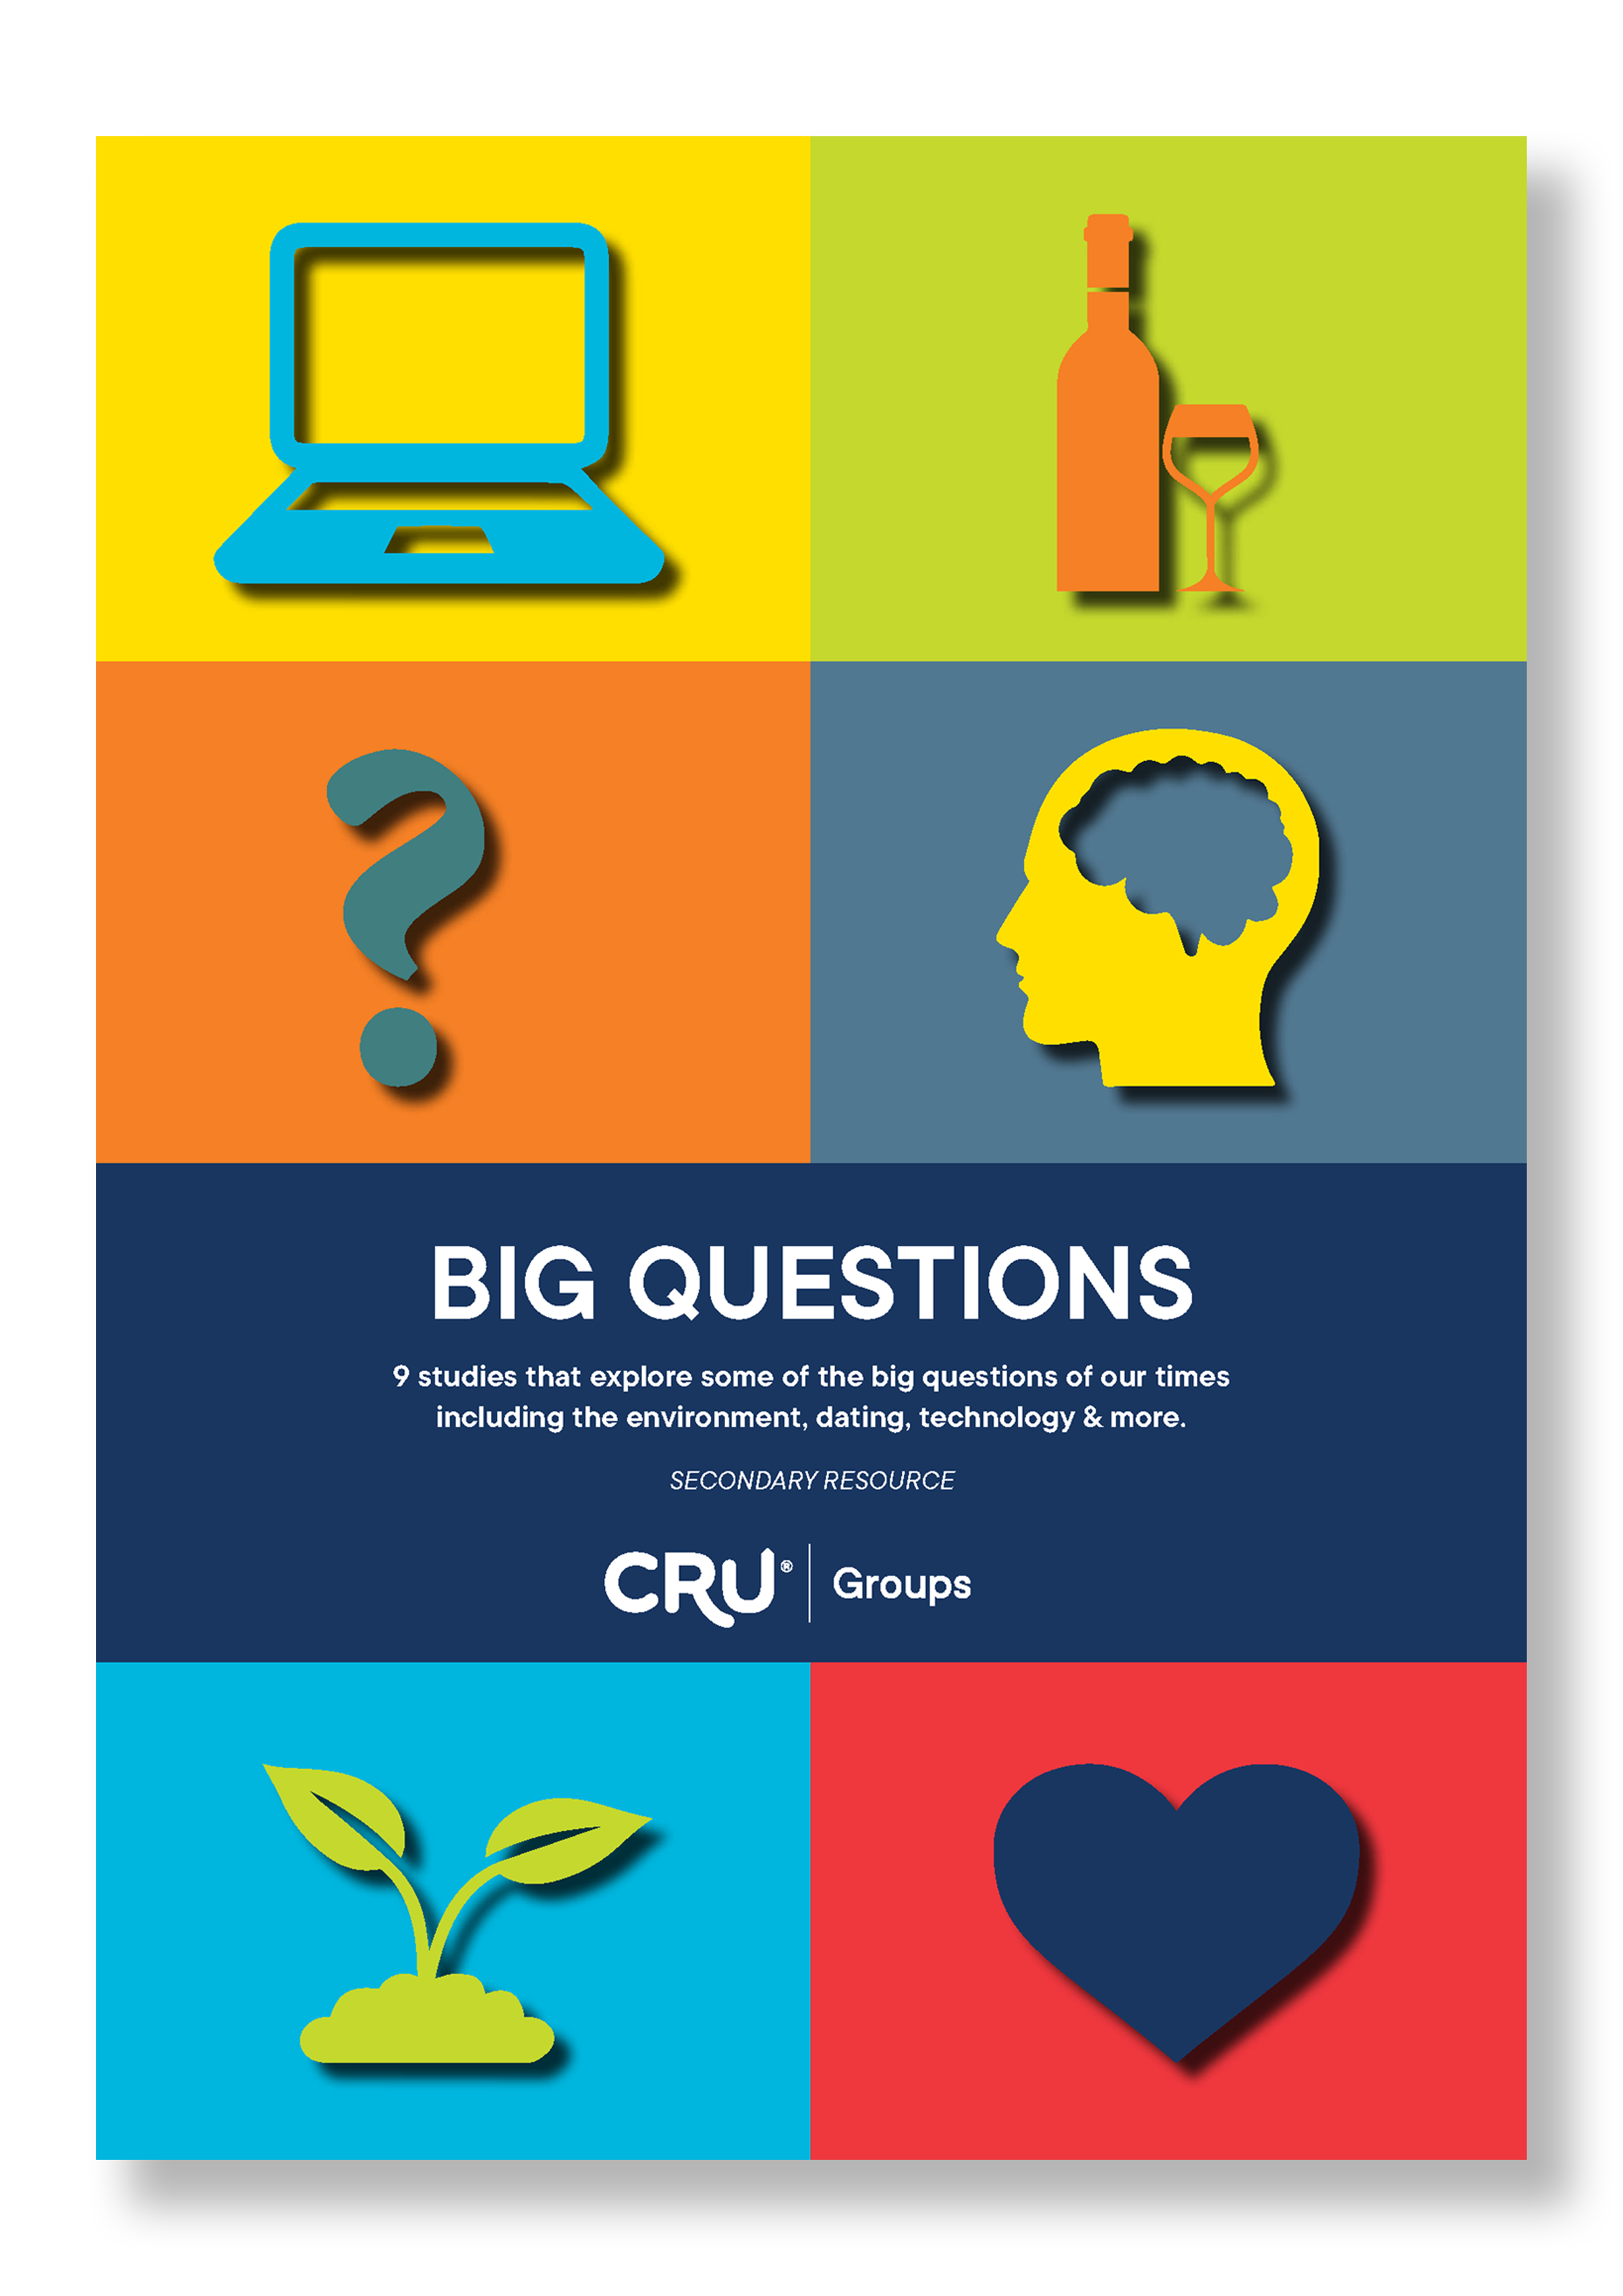 BIG QUESTIONS
9 studies that explore some of the big questions of our times
including the environment, dating, technology & more.
SECONDARY RESOURCE
CRU® | Groups